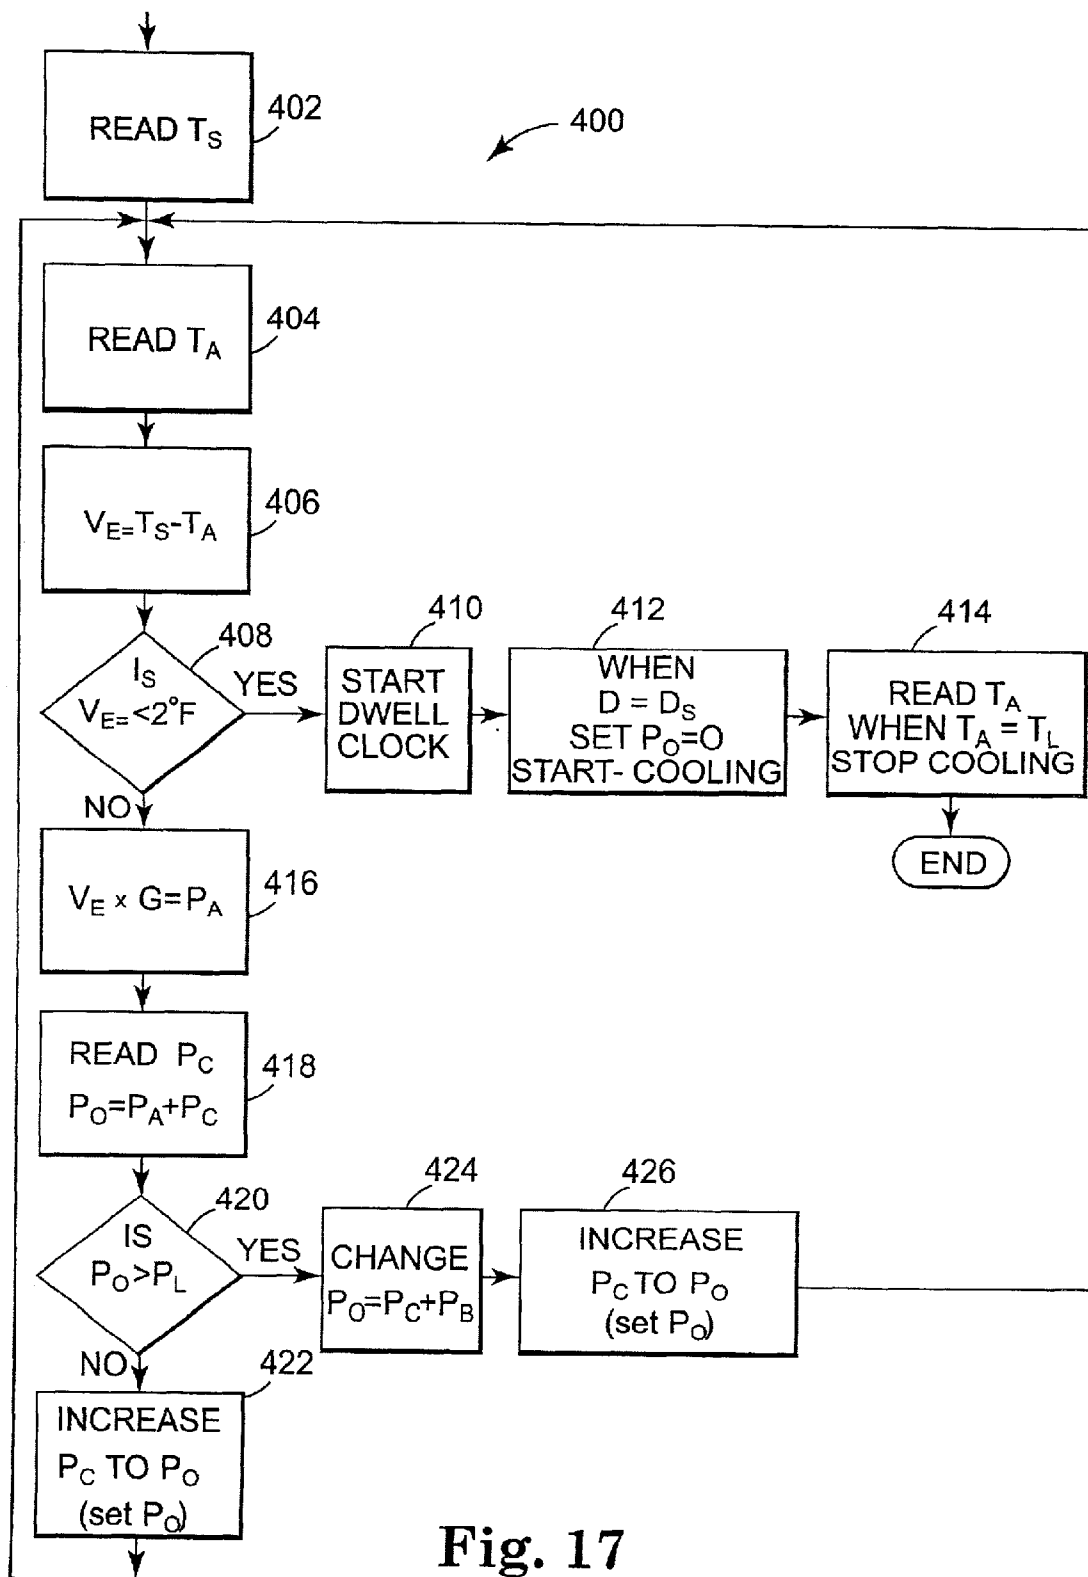 402
READ T_S
400
READ T_A
404
V_E=T_S-T_A
406
408
I_S
V_E=<2°F
YES
NO
410
START
DWELL
CLOCK
412
WHEN
D = D_S
SET P_O=O
START- COOLING
414
READ T_A
WHEN T_A = T_L
STOP COOLING
END
V_E × G=P_A
416
READ P_C
P_O=P_A+P_C
418
420
IS
P_O>P_L
YES
NO
424
CHANGE
P_O=P_C+P_B
426
INCREASE
P_C TO P_O
(set P_O)
422
INCREASE
P_C TO P_O
(set P_O)
Fig. 17